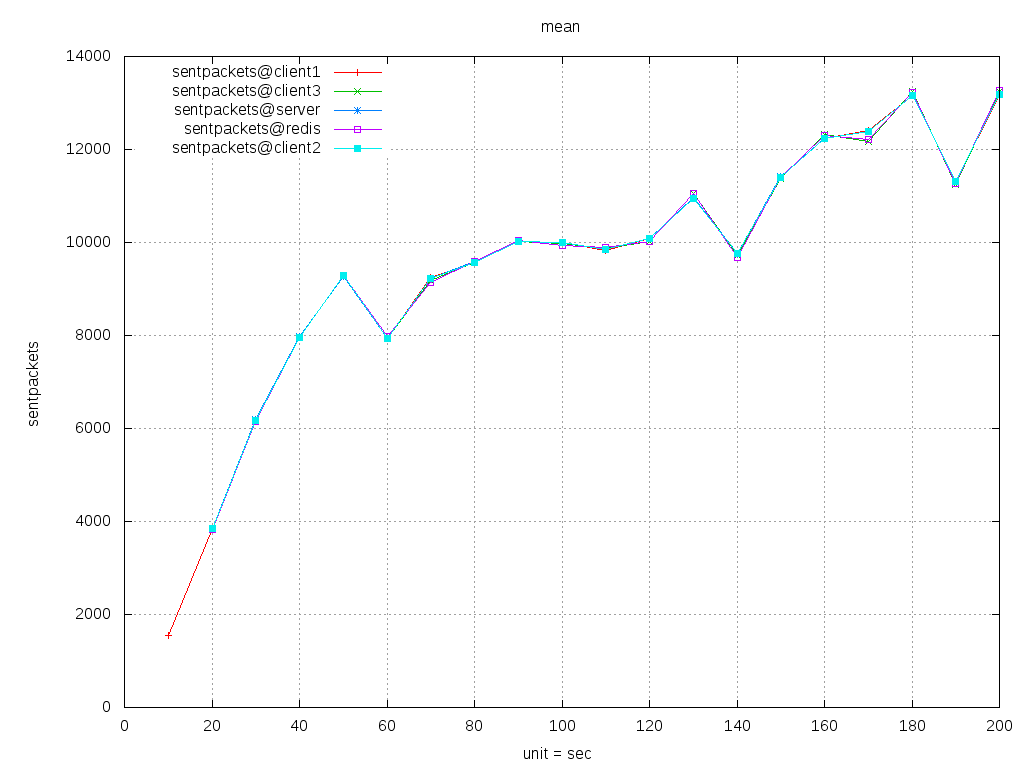 mean
14000
12000
10000
8000
6000
4000
2000
0
sentpackets@client1
sentpackets@client3
sentpackets@server
sentpackets@redis
sentpackets@client2
sentpackets
0 20 40 60 80 100 120 140 160 180 200
unit = sec